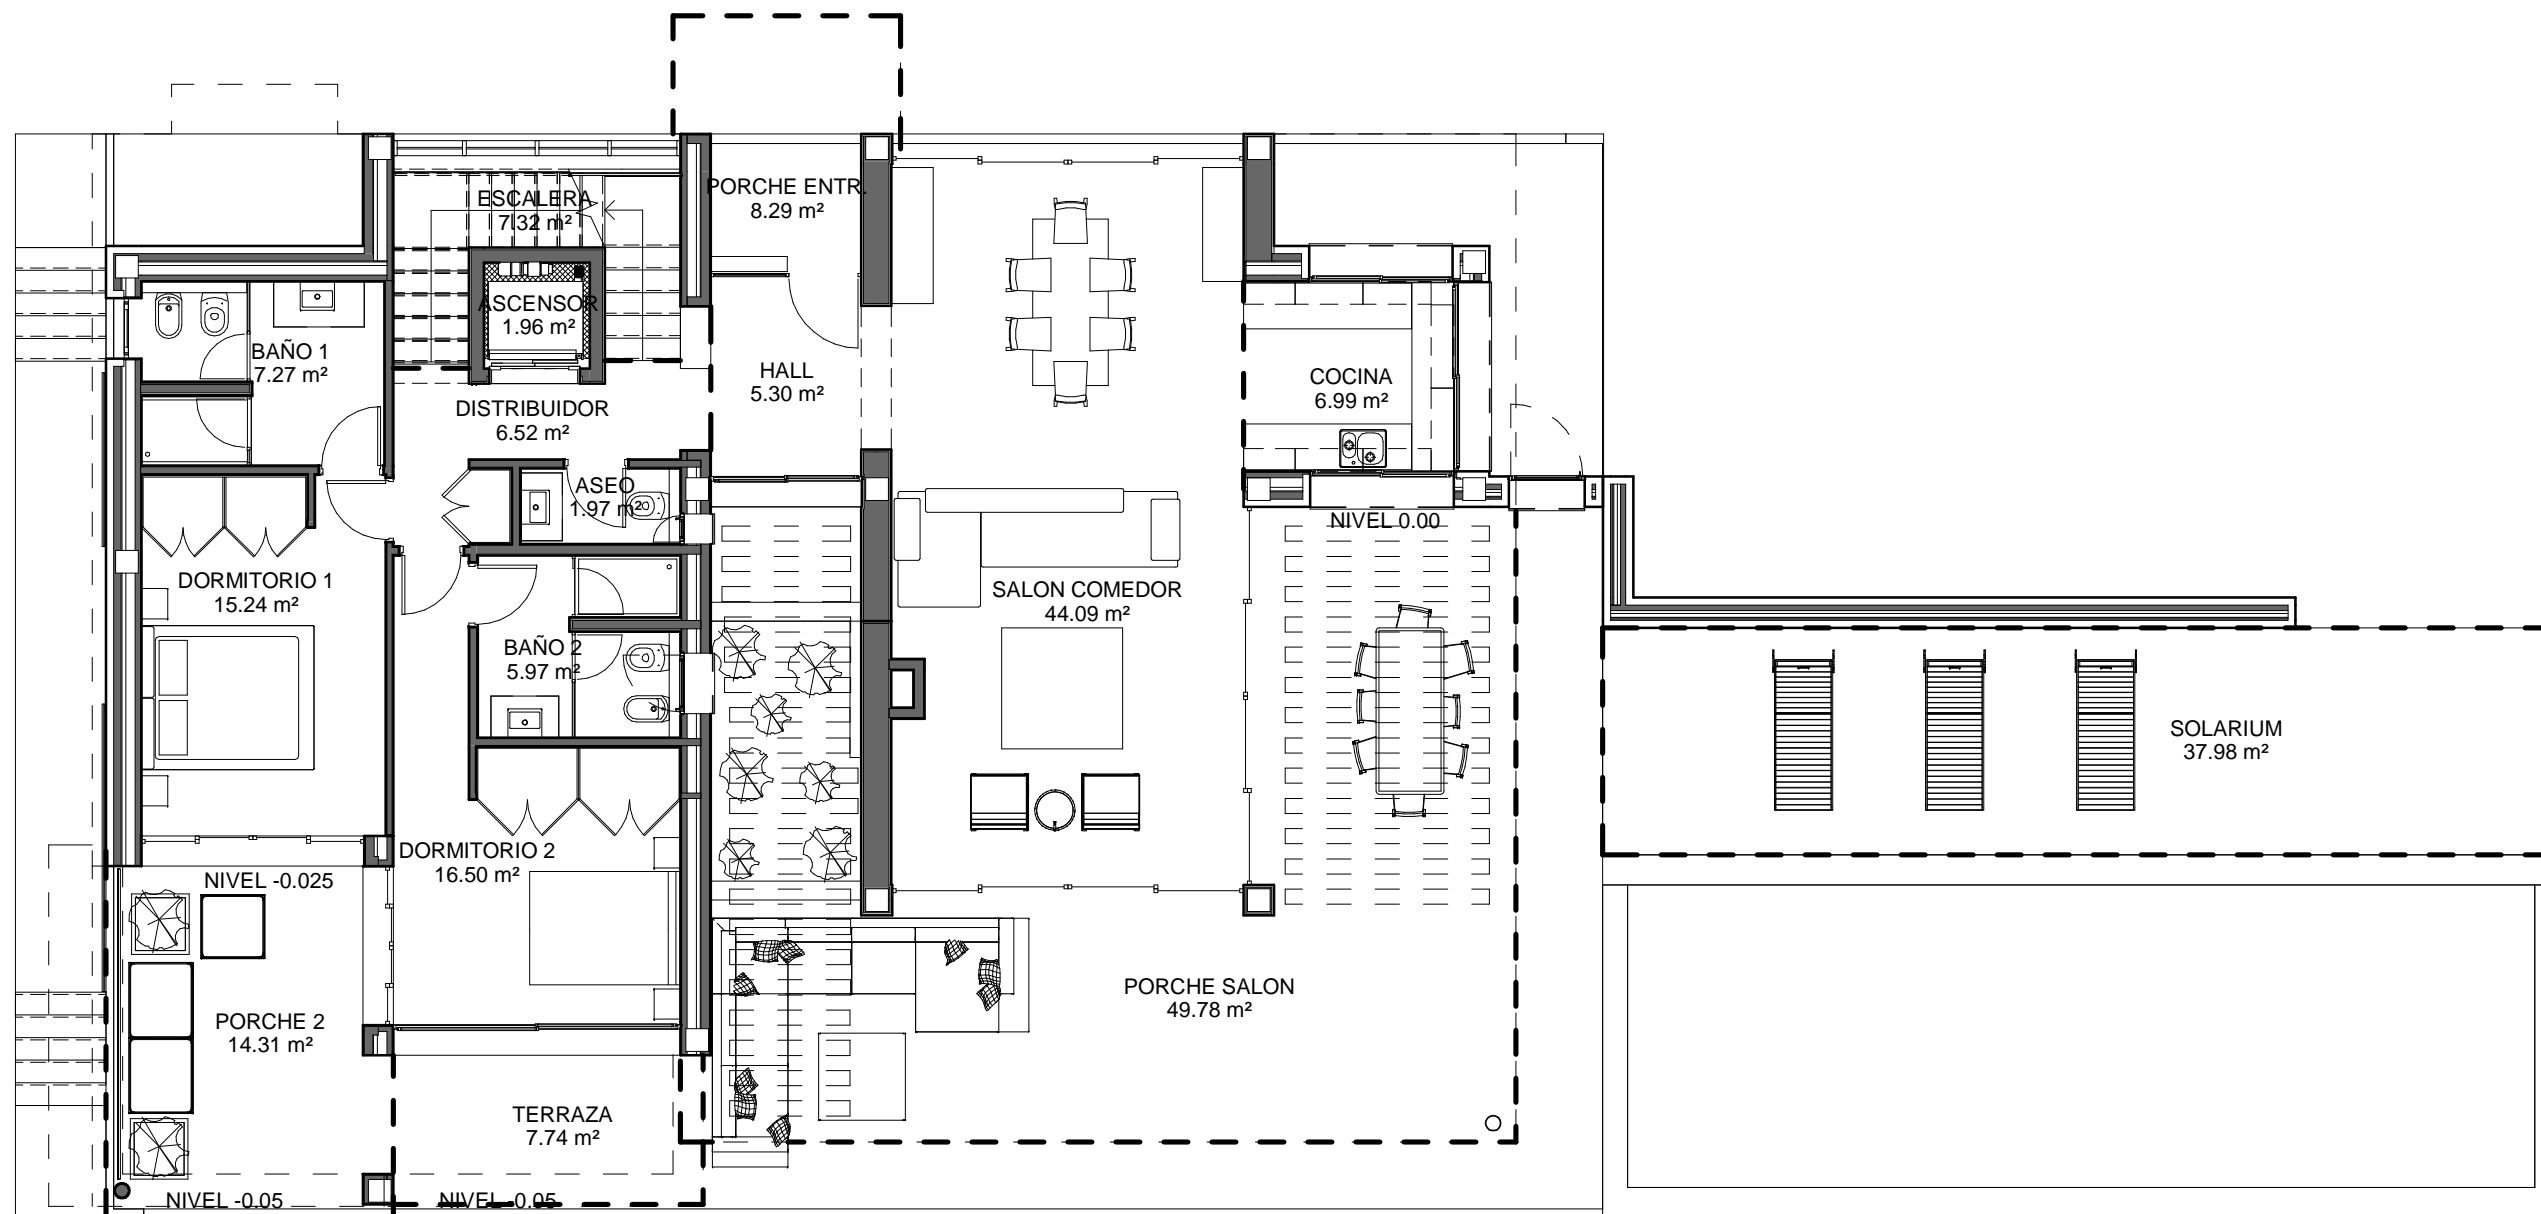 PORCHE ENTR.
8.29 m²
ESCALERA
7.32 m²
ASCENSOR
1.96 m²
BAÑO 1
7.27 m²
HALL
5.30 m²
COCINA
6.99 m²
DISTRIBUIDOR
6.52 m²
ASEO
1.97 m²
NIVEL 0.00
DORMITORIO 1
15.24 m²
SALON COMEDOR
44.09 m²
BAÑO 2
5.97 m²
SOLARIUM
37.98 m²
DORMITORIO 2
16.50 m²
NIVEL -0.025
PORCHE SALON
49.78 m²
PORCHE 2
14.31 m²
TERRAZA
7.74 m²
NIVEL -0.05
NIVEL -0.05